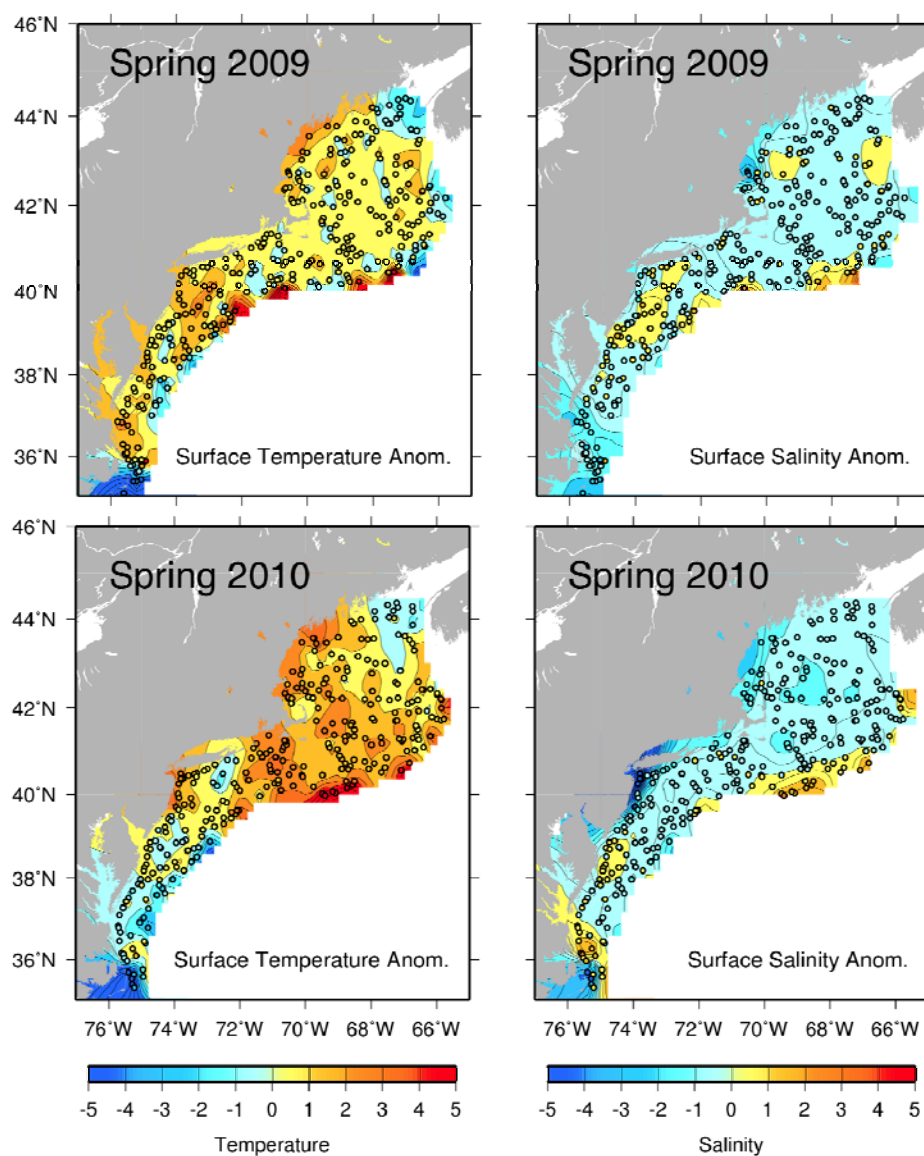 46°N
44°N
42°N
40°N
38°N
36°N
Spring 2009
Surface Temperature Anom.
Spring 2009
Surface Salinity Anom.
46°N
44°N
42°N
40°N
38°N
36°N
Spring 2010
Surface Temperature Anom.
Spring 2010
Surface Salinity Anom.
76°W 74°W 72°W 70°W 68°W 66°W
76°W 74°W 72°W 70°W 68°W 66°W
-5 -4 -3 -2 -1 0 1 2 3 4 5
Temperature
-5 -4 -3 -2 -1 0 1 2 3 4 5
Salinity